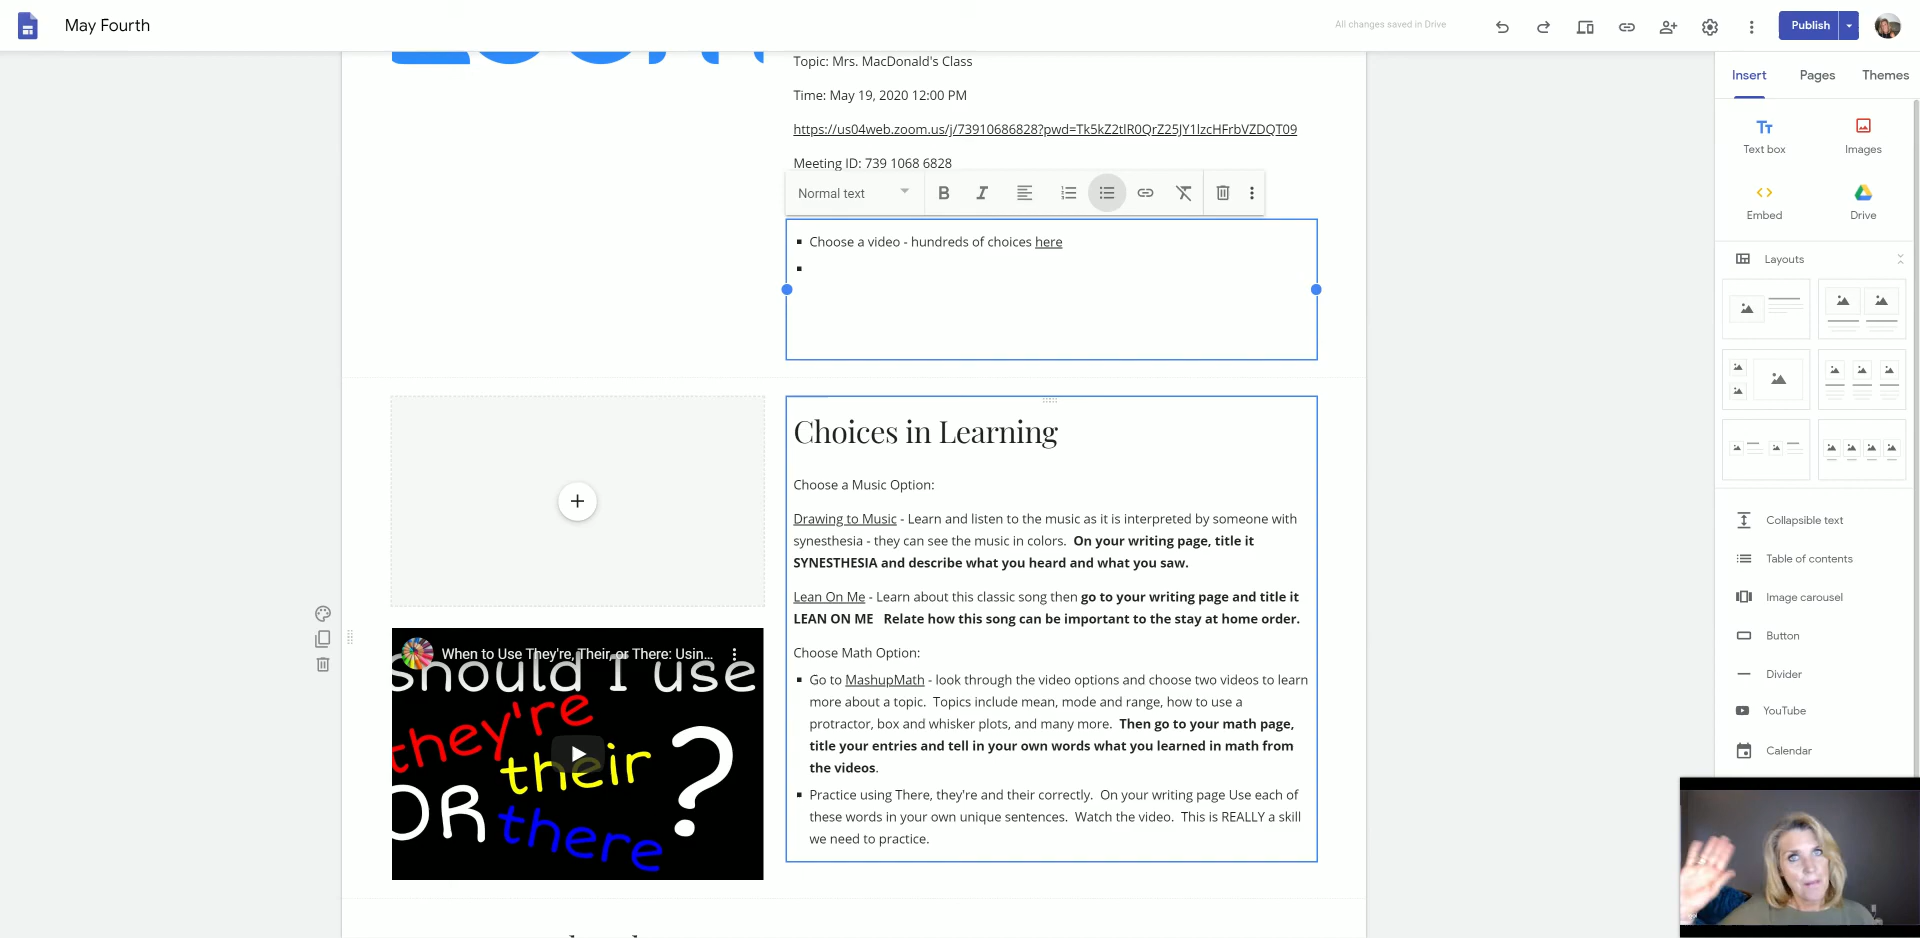 May Fourth
All changes saved in Drive
Publish
Insert
Pages
Themes
Topic: Mrs. MacDonald's Class
Time: May 19, 2020 12:00 PM
https://us04web.zoom.us/j/73910686828?pwd=Tk5kZ2tlR0QrZ25JY1lzcHFrbVZDQT09
Meeting ID: 739 1068 6828
Normal text
Choose a video - hundreds of choices here
Choices in Learning
Choose a Music Option:
Drawing to Music - Learn and listen to the music as it is interpreted by someone with
synesthesia - they can see the music in colors. On your writing page, title it
SYNESTHESIA and describe what you heard and what you saw.
Lean On Me - Learn about this classic song then go to your writing page and title it
LEAN ON ME Relate how this song can be important to the stay at home order.
Choose Math Option:
Go to MashupMath - look through the video options and choose two videos to learn
more about a topic. Topics include mean, mode and range, how to use a
protractor, box and whisker plots, and many more. Then go to your math page,
title your entries and tell in your own words what you learned in math from
the videos.
Practice using There, they're and their correctly. On your writing page Use each of
these words in your own unique sentences. Watch the video. This is REALLY a skill
we need to practice.
When to Use They're, Their, or There: Usin...
should I use
they're
their
OR
there
?
Text box
Images
Embed
Drive
Layouts
Collapsible text
Table of contents
Image carousel
Button
Divider
YouTube
Calendar